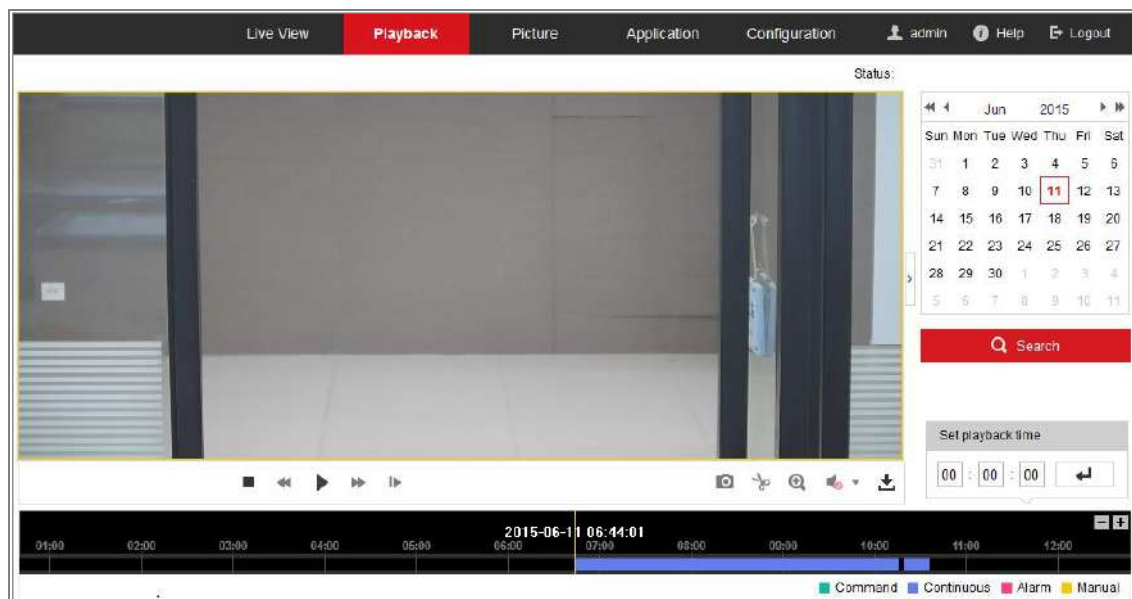 Live View Playback Picture Application Configuration admin Help Logout
Status:
Jun 2015
Sun Mon Tue Wed Thu Fri Sat
31 1 2 3 4 5 6
7 8 9 10 11 12 13
14 15 16 17 18 19 20
21 22 23 24 25 26 27
28 29 30 1 2 3 4
5 6 7 8 9 10 11
Search
Set playback time
00 : 00 : 00
2015-06-11 06:44:01
01:00 02:00 03:00 04:00 05:00 06:00 07:00 08:00 09:00 10:00 11:00 12:00
Command Continuous Alarm Manual